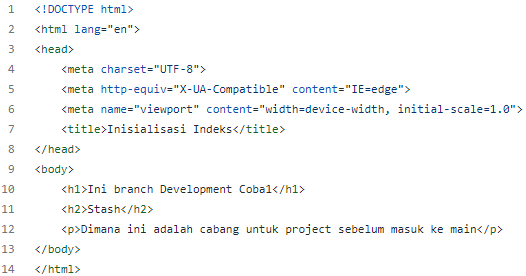 1 <!DOCTYPE html>
2 <html lang="en">
3 <head>
4     <meta charset="UTF-8">
5     <meta http-equiv="X-UA-Compatible" content="IE=edge">
6     <meta name="viewport" content="width=device-width, initial-scale=1.0">
7     <title>Inisialisasi Indeks</title>
8 </head>
9 <body>
10     <h1>Ini branch Development Coba1</h1>
11     <h2>Stash</h2>
12     <p>Dimana ini adalah cabang untuk project sebelum masuk ke main</p>
13 </body>
14 </html>